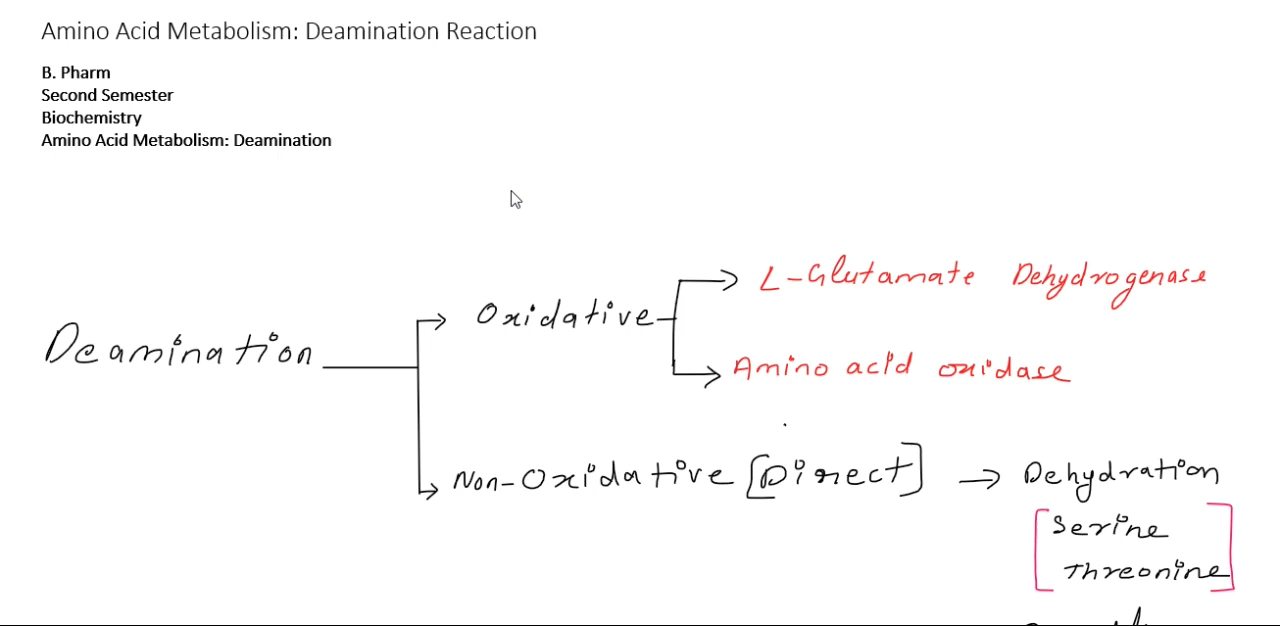 Amino Acid Metabolism: Deamination Reaction
B. Pharm
Second Semester
Biochemistry
Amino Acid Metabolism: Deamination
L-Glutamate Dehydrogenase
Oxidative
Deamination
Amino acid oxidase
Non-Oxidative [Direct] → Dehydration
[Serine
Threonine]